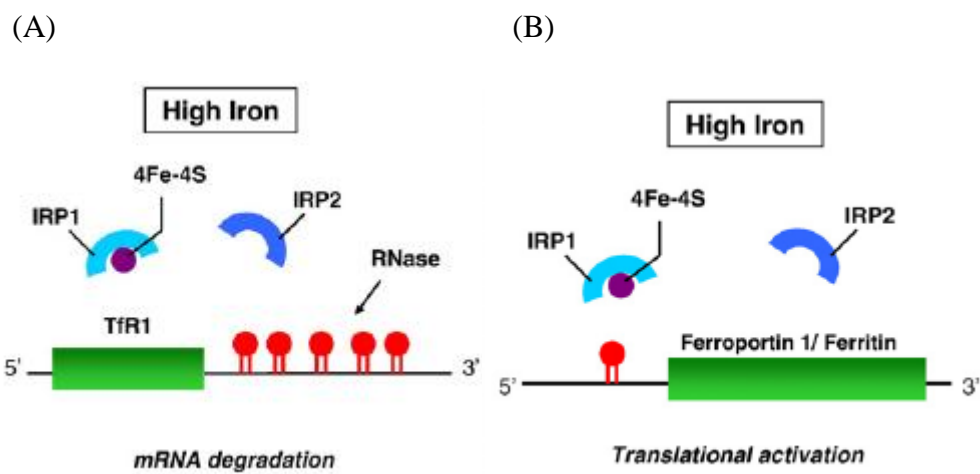 (A)
High Iron
4Fe-4S
IRP1
IRP2
RNase
TfR1
5’
3’
mRNA degradation
(B)
High Iron
4Fe-4S
IRP1
IRP2
Ferroportin 1/ Ferritin
5’
3’
Translational activation